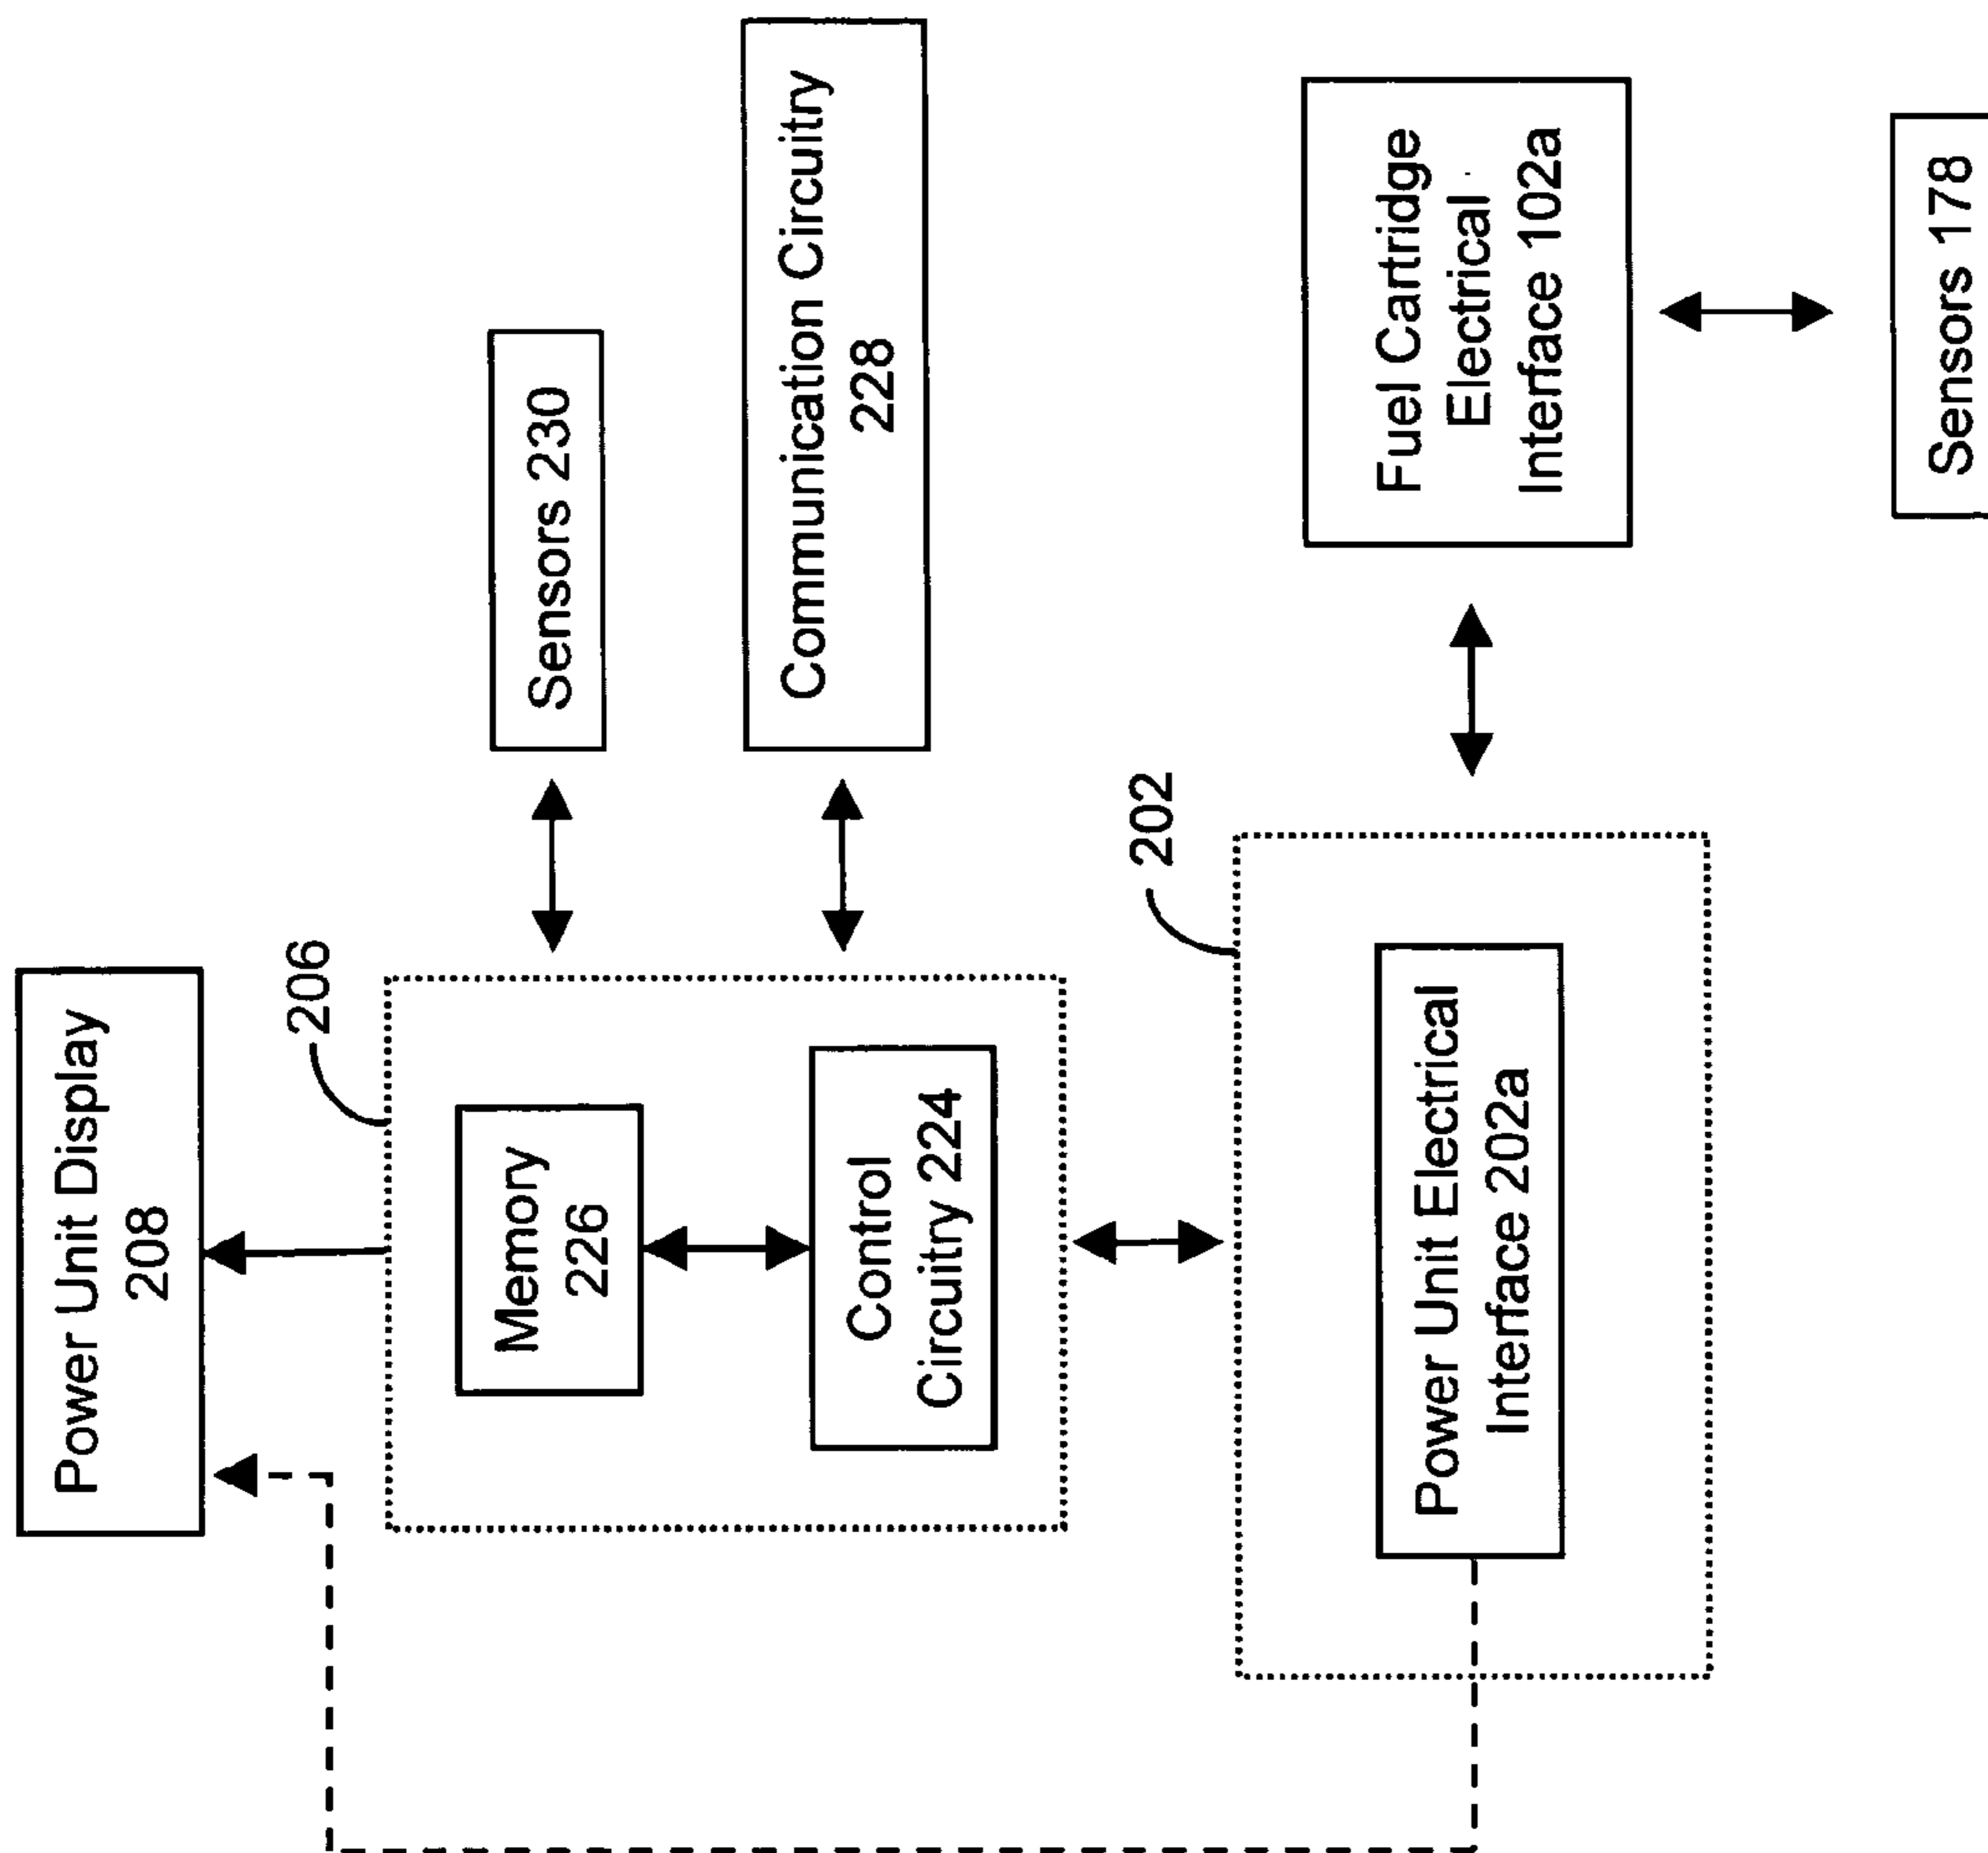 Power Unit Display
208
206
Memory
226
Control
Circuitry 224
Sensors 230
Communication Circuitry
228
202
Power Unit Electrical
Interface 202a
Fuel Cartridge
Electrical
Interface 102a
Sensors 178